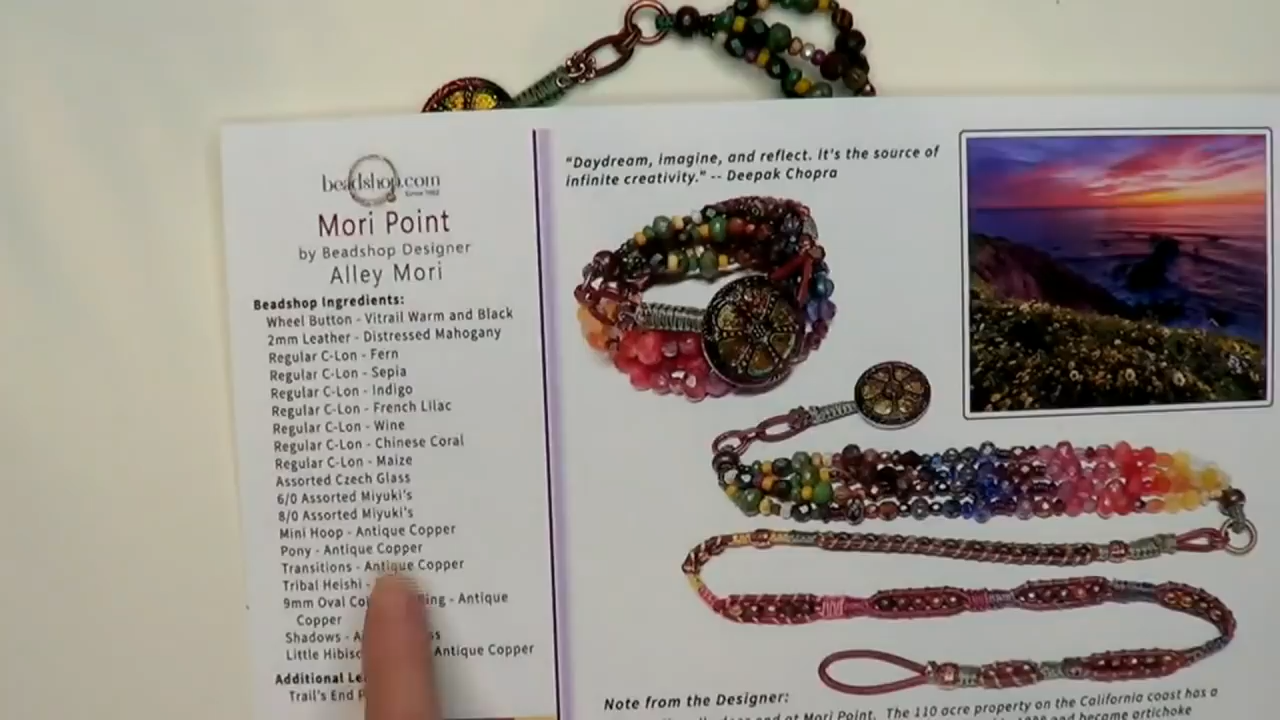 beadshop.com
Since 1992
Mori Point
by Beadshop Designer
Alley Mori
Beadshop Ingredients:
Wheel Button - Vitrail Warm and Black
2mm Leather - Distressed Mahogany
Regular C-Lon - Fern
Regular C-Lon - Sepia
Regular C-Lon - Indigo
Regular C-Lon - French Lilac
Regular C-Lon - Wine
Regular C-Lon - Chinese Coral
Regular C-Lon - Maize
Assorted Czech Glass
6/0 Assorted Miyuki's
8/0 Assorted Miyuki's
Mini Hoop - Antique Copper
Pony - Antique Copper
Transitions - Antique Copper
Tribal Heishi -
9mm Oval - Antique
Copper
Shadows -
Little Antique Copper
Additional
Trail's End
"Daydream, imagine, and reflect. It's the source of
infinite creativity." -- Deepak Chopra
Note from the Designer:
at Mori Point. The 110 acre property on the California coast has a
and became artichoke